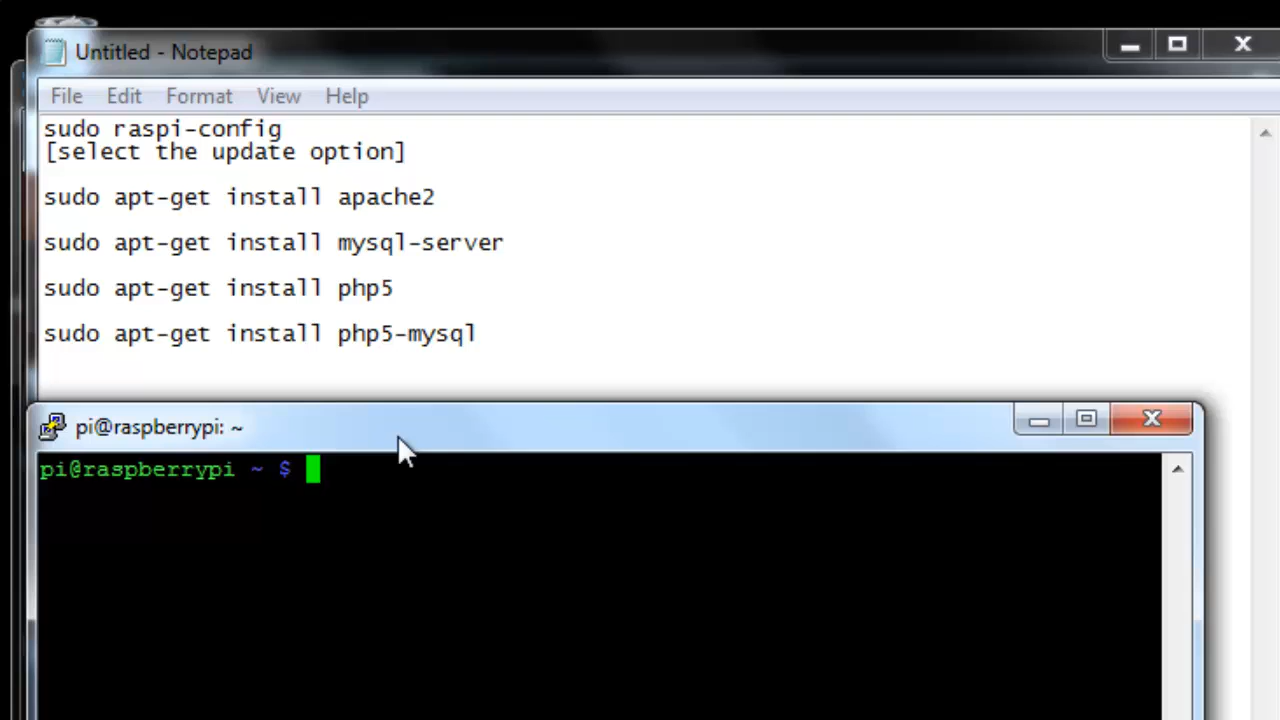 Untitled - Notepad
File Edit Format View Help
sudo raspi-config
[select the update option]
sudo apt-get install apache2
sudo apt-get install mysql-server
sudo apt-get install php5
sudo apt-get install php5-mysql
pi@raspberrypi: ~
pi@raspberrypi ~ $